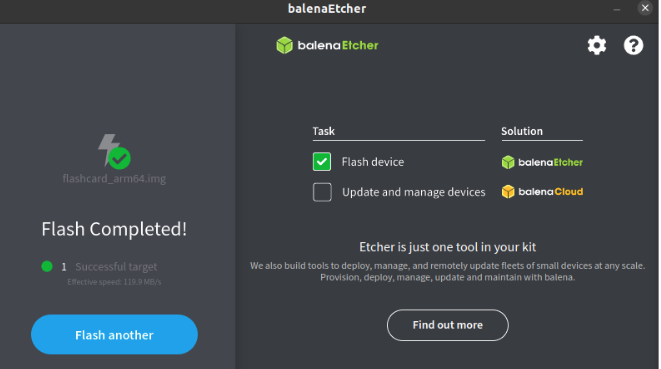 balenaEtcher
balenaEtcher
flashcard_arm64.img
Flash Completed!
1 Successful target
Effective speed: 119.9 MB/s
Flash another
Task
Solution
Flash device
balenaEtcher
Update and manage devices
balenaCloud
Etcher is just one tool in your kit
We also build tools to deploy, manage, and remotely update fleets of small devices at any scale.
Provision, deploy, manage, update and maintain with balena.
Find out more